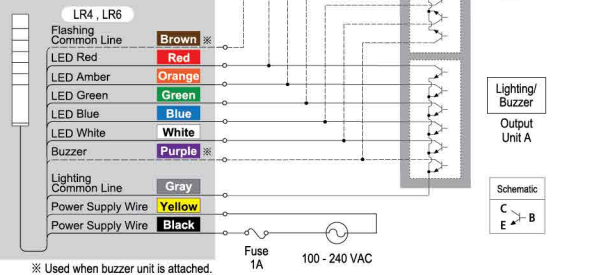 LR4 , LR6
Flashing
Common Line Brown ※
LED Red Red
LED Amber Orange
LED Green Green
LED Blue Blue
LED White White
Buzzer Purple ※
Lighting
Common Line Gray
Power Supply Wire Yellow
Power Supply Wire Black
Fuse
1A
100 - 240 VAC
※ Used when buzzer unit is attached.
Lighting/
Buzzer
Output
Unit A
Schematic
C
B
E